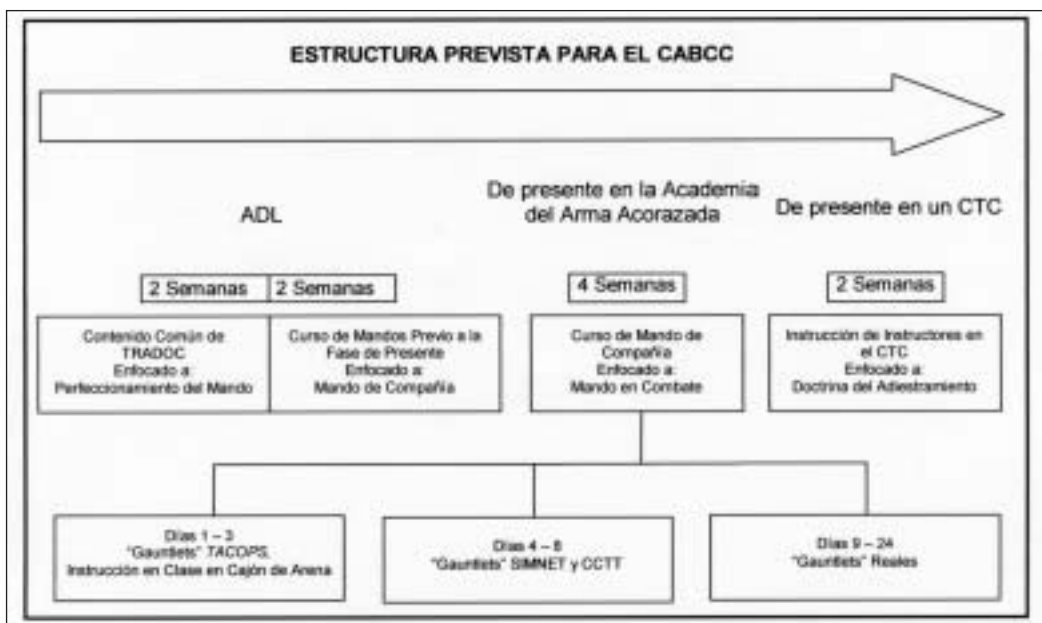 ESTRUCTURA PREVISTA PARA EL CABCC
ADL
De presente en la Academia
del Arma Acorazada
De presente en un CTC
2 Semanas
2 Semanas
4 Semanas
2 Semanas
Contenido Común de
TRADOC
Enfocado a:
Perfeccionamiento del Mando
Curso de Mandos Previo a la
Fase de Presente
Enfocado a:
Mando de Compañía
Curso de Mando de
Compañía
Enfocado a:
Mando en Combate
Instrucción de Instructores en
el CTC
Enfocado a:
Doctrina del Adiestramiento
Días 1 – 3
"Gauntlets" TACOPS,
Instrucción en Clase en Cajón de Arena
Días 4 – 8
"Gauntlets" SIMNET y CCTT
Días 9 – 24
"Gauntlets" Reales